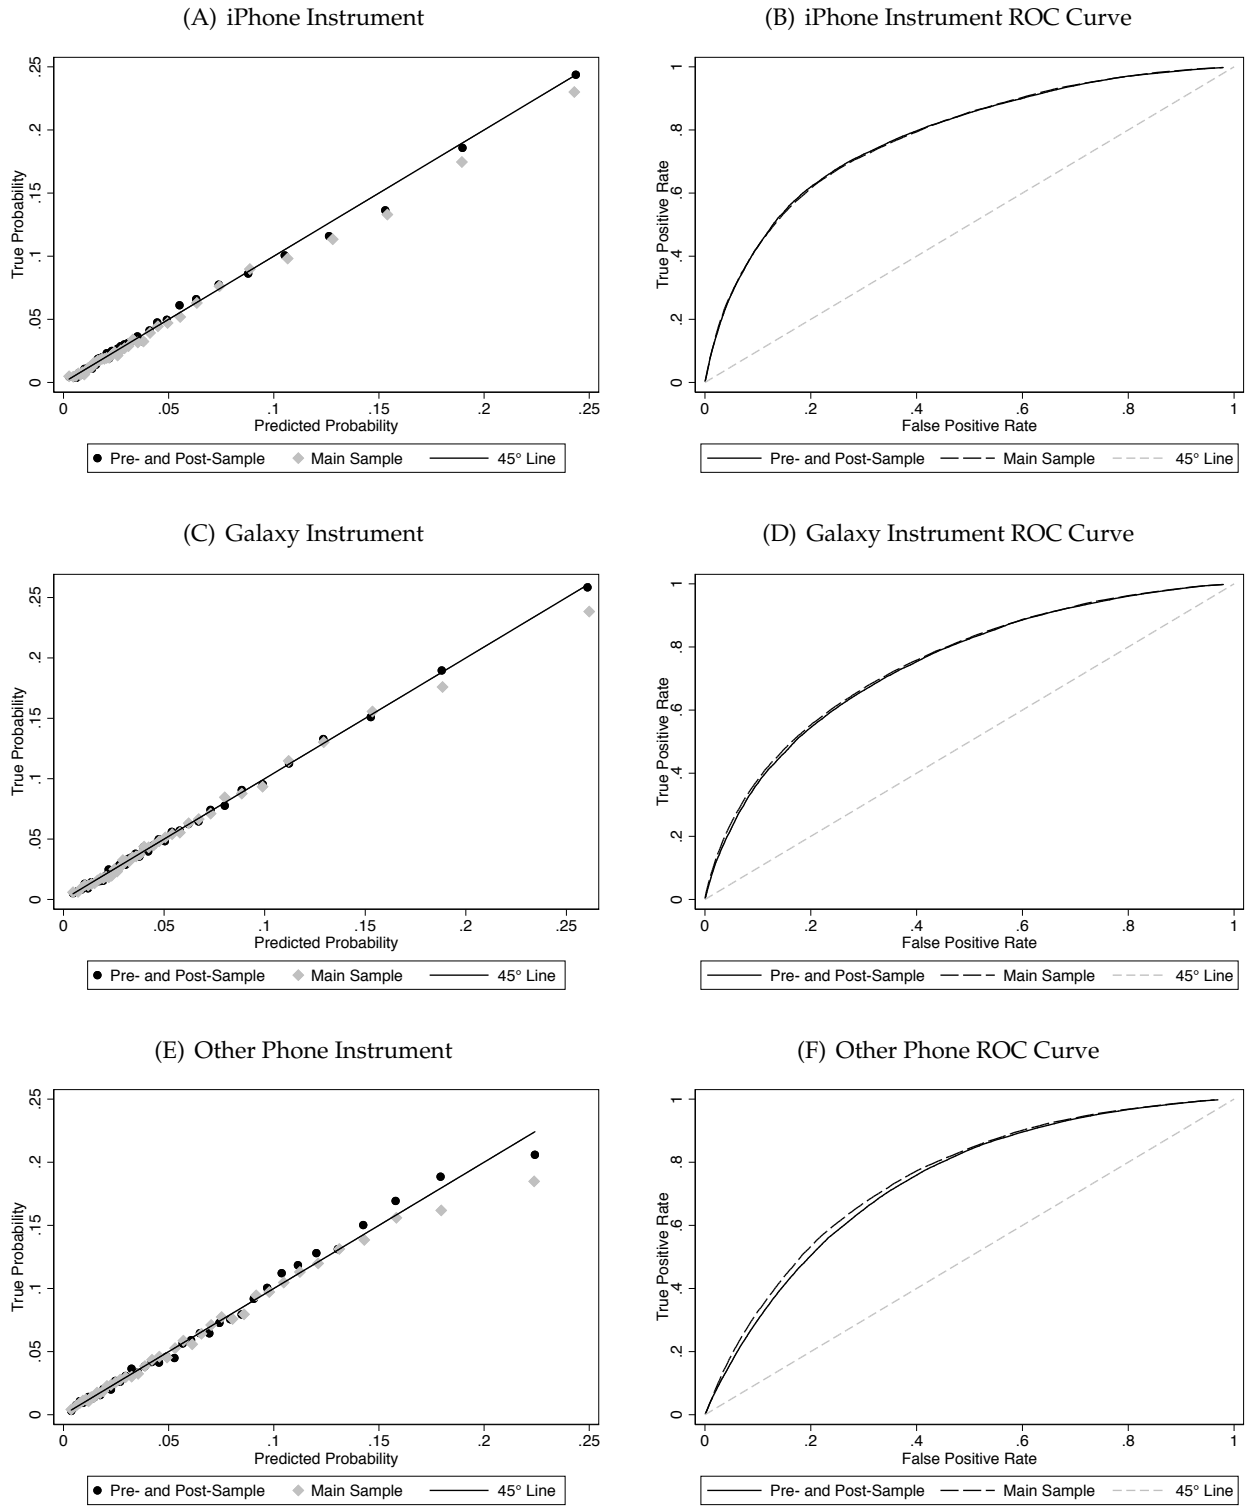 (A) iPhone Instrument
True Probability
0 .05 .1 .15 .2 .25
0 .05 .1 .15 .2 .25
Predicted Probability
Pre- and Post-Sample Main Sample 45° Line
(B) iPhone Instrument ROC Curve
True Positive Rate
0 .2 .4 .6 .8 1
0 .2 .4 .6 .8 1
False Positive Rate
Pre- and Post-Sample Main Sample 45° Line
(C) Galaxy Instrument
True Probability
0 .05 .1 .15 .2 .25
0 .05 .1 .15 .2 .25
Predicted Probability
Pre- and Post-Sample Main Sample 45° Line
(D) Galaxy Instrument ROC Curve
True Positive Rate
0 .2 .4 .6 .8 1
0 .2 .4 .6 .8 1
False Positive Rate
Pre- and Post-Sample Main Sample 45° Line
(E) Other Phone Instrument
True Probability
0 .05 .1 .15 .2 .25
0 .05 .1 .15 .2 .25
Predicted Probability
Pre- and Post-Sample Main Sample 45° Line
(F) Other Phone ROC Curve
True Positive Rate
0 .2 .4 .6 .8 1
0 .2 .4 .6 .8 1
False Positive Rate
Pre- and Post-Sample Main Sample 45° Line